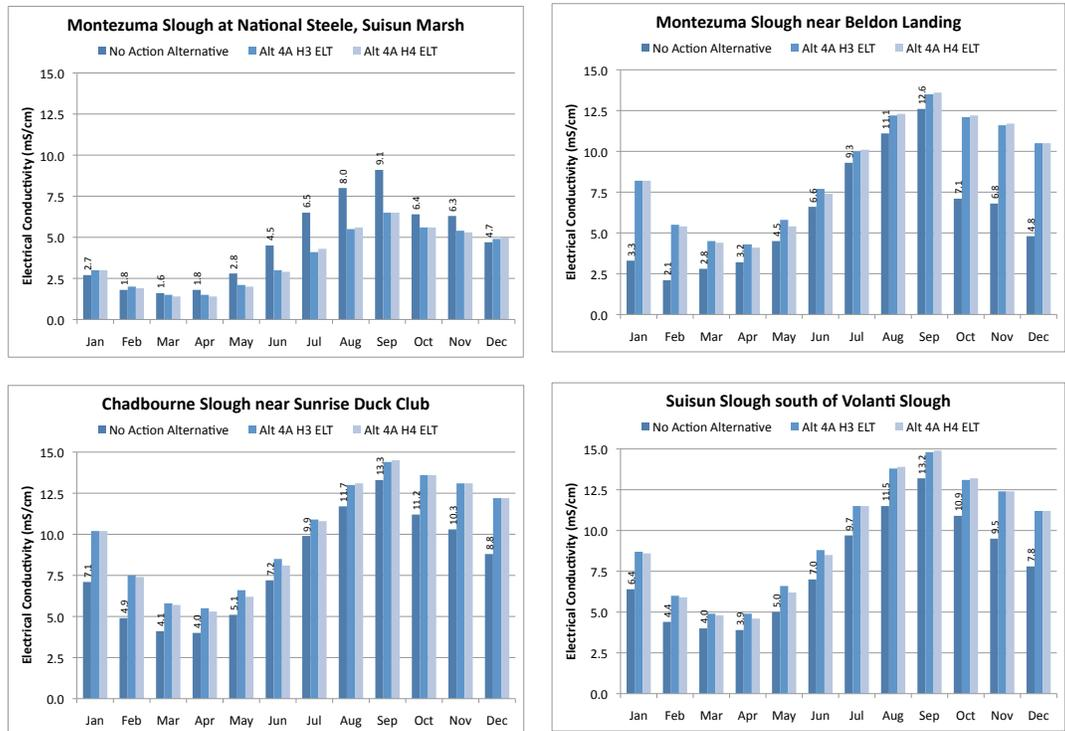 Montezuma Slough at National Steele, Suisun Marsh
No Action Alternative Alt 4A H3 ELT Alt 4A H4 ELT
Electrical Conductivity (mS/cm)
15.0
12.5
10.0
7.5
5.0
2.5
0.0
2.7 1.8 1.6 1.8 2.8 4.5 6.5 8.0 9.1 6.4 6.3 4.7
Jan Feb Mar Apr May Jun Jul Aug Sep Oct Nov Dec
Montezuma Slough near Beldon Landing
No Action Alternative Alt 4A H3 ELT Alt 4A H4 ELT
Electrical Conductivity (mS/cm)
15.0
12.5
10.0
7.5
5.0
2.5
0.0
3.3 2.1 2.8 3.2 4.5 6.6 9.3 11.1 12.6 7.1 6.8 4.8
Jan Feb Mar Apr May Jun Jul Aug Sep Oct Nov Dec
Chadbourne Slough near Sunrise Duck Club
No Action Alternative Alt 4A H3 ELT Alt 4A H4 ELT
Electrical Conductivity (mS/cm)
15.0
12.5
10.0
7.5
5.0
2.5
0.0
7.1 4.9 4.1 4.0 5.1 7.2 9.9 11.7 13.3 11.2 10.3 8.8
Jan Feb Mar Apr May Jun Jul Aug Sep Oct Nov Dec
Suisun Slough south of Volanti Slough
No Action Alternative Alt 4A H3 ELT Alt 4A H4 ELT
Electrical Conductivity (mS/cm)
15.0
12.5
10.0
7.5
5.0
2.5
0.0
6.4 4.4 4.0 3.9 5.0 7.0 9.7 11.5 13.2 10.9 9.5 7.8
Jan Feb Mar Apr May Jun Jul Aug Sep Oct Nov Dec